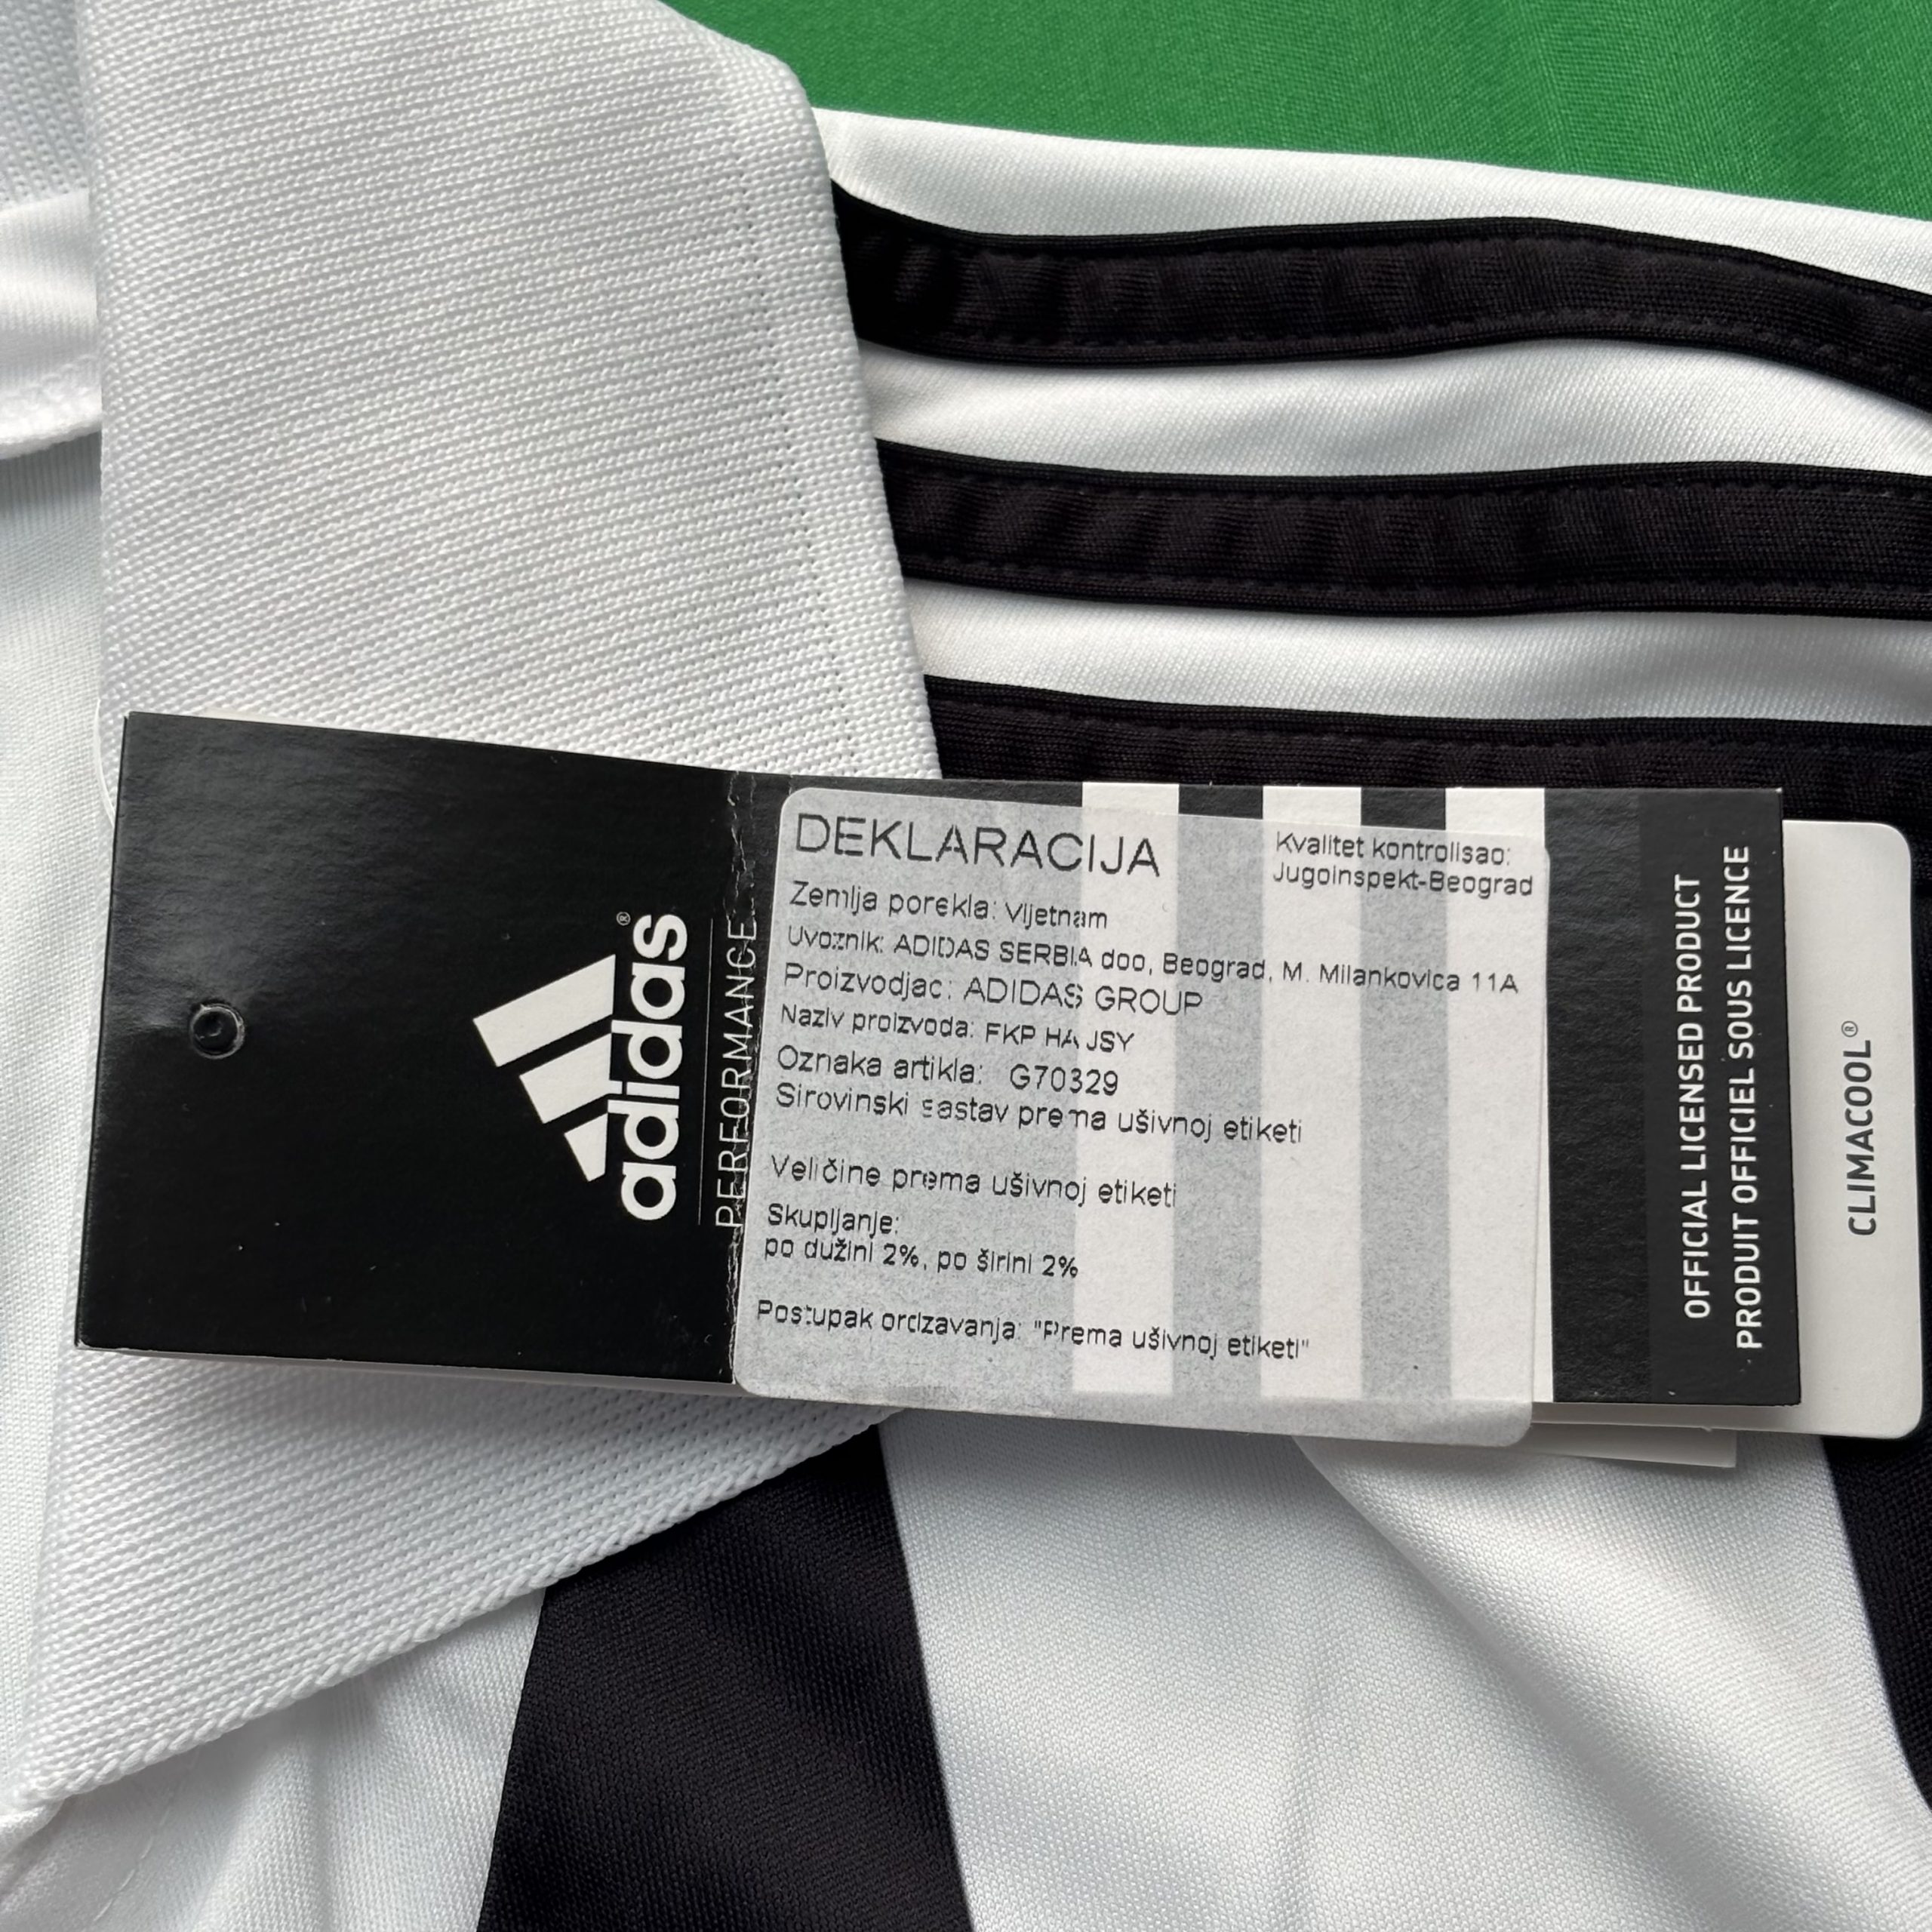 adidas®
PERFORMANCE
DEKLARACIJA
Kvalitet kontrolisao:
Jugoinspekt-Beograd
Zemlja porekla: Vijetnam
Uvoznik: ADIDAS SERBIA doo, Beograd, M. Milankovica 11A
Proizvodjac: ADIDAS GROUP
Naziv proizvoda: FKP HA JSY
Oznaka artikla: G70329
Sirovinski sastav prema ušivnoj etiketi
Veličine prema ušivnoj etiketi
Skupljanje:
po dužini 2%, po širini 2%
Postupak ordzavanja: "Prema ušivnoj etiketi"
OFFICIAL LICENSED PRODUCT
PRODUIT OFFICIEL SOUS LICENCE
CLIMACOOL®